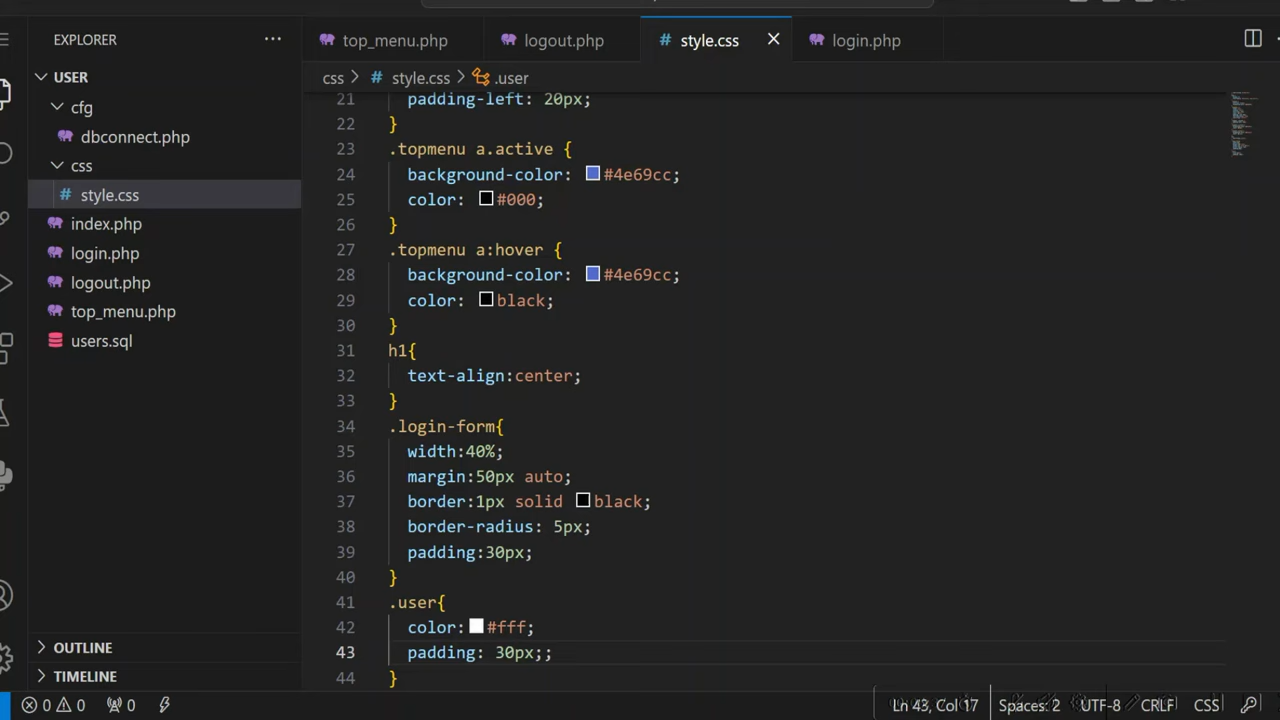 EXPLORER
top_menu.php
logout.php
# style.css
login.php
USER
cfg
dbconnect.php
css
# style.css
index.php
login.php
logout.php
top_menu.php
users.sql
OUTLINE
TIMELINE
css > # style.css > .user
21 padding-left: 20px;
22 }
23 .topmenu a.active {
24 background-color: #4e69cc;
25 color: #000;
26 }
27 .topmenu a:hover {
28 background-color: #4e69cc;
29 color: black;
30 }
31 h1{
32 text-align:center;
33 }
34 .login-form{
35 width:40%;
36 margin:50px auto;
37 border:1px solid black;
38 border-radius: 5px;
39 padding:30px;
40 }
41 .user{
42 color:#fff;
43 padding: 30px;;
44 }
0 0 0
Ln 43, Col 17 Spaces: 2 UTF-8 CRLF CSS